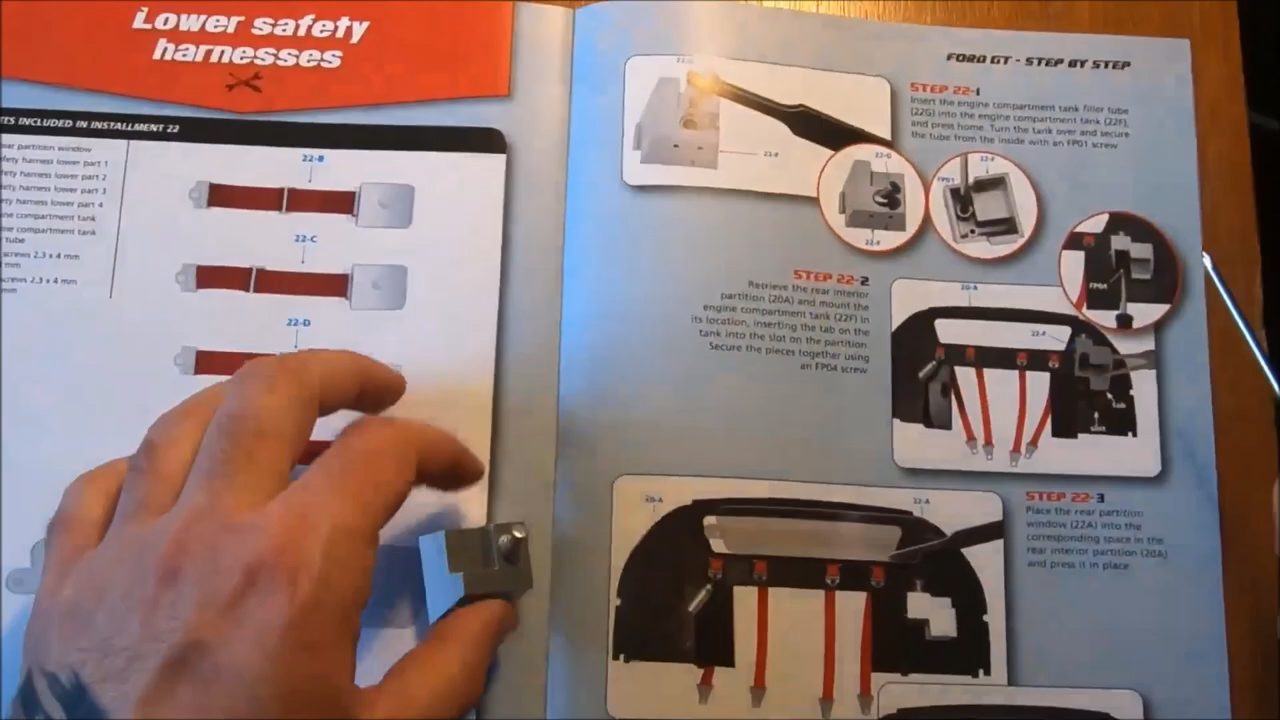 Lower safety
harnesses
INCLUDED IN INSTALLMENT 22
partition window
harness lower part 1
harness lower part 2
harness lower part 3
harness lower part 4
compartment tank
compartment tank
tube
screws 2,3 x 4 mm
mm
screws 2,3 x 4 mm
mm
22-B
22-C
22-D
FORD GT - STEP BY STEP
STEP 22-1
Insert the engine compartment tank filler tube
(22G) into the engine compartment tank (22F),
and press home. Turn the tank over and secure
the tube from the inside with an FP01 screw
22-G
22-F
22-G
22-F
FP01
22-F
STEP 22-2
Retrieve the rear interior
partition (20A) and mount the
engine compartment tank (22F) in
its location, inserting the tab on the
tank into the slot on the partition.
Secure the pieces together using
an FP04 screw
FP04
20-A
22-F
Tab
Slot
STEP 22-3
Place the rear partition
window (22A) into the
corresponding space in the
rear interior partition (20A)
and press it in place
20-A
22-A